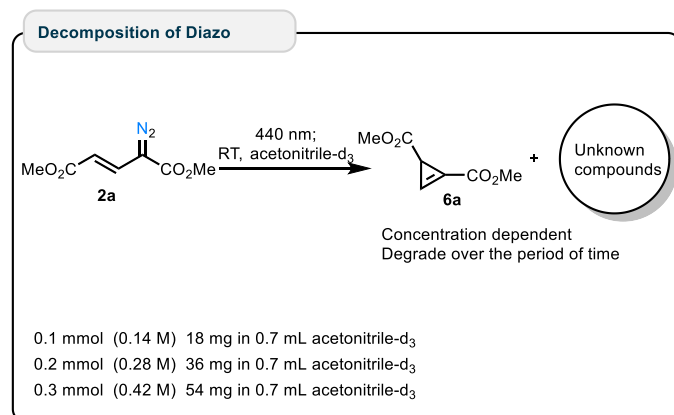 Decomposition of Diazo
N2
MeO2C
CO2Me
2a
440 nm;
RT, acetonitrile-d3
MeO2C
CO2Me
6a
+
Unknown
compounds
Concentration dependent
Degrade over the period of time
0.1 mmol (0.14 M) 18 mg in 0.7 mL acetonitrile-d3
0.2 mmol (0.28 M) 36 mg in 0.7 mL acetonitrile-d3
0.3 mmol (0.42 M) 54 mg in 0.7 mL acetonitrile-d3